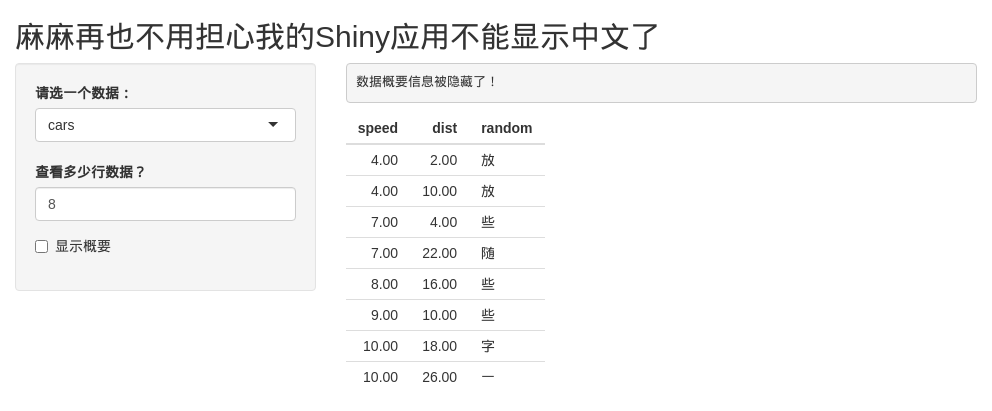 麻麻再也不用担心我的Shiny应用不能显示中文了
请选一个数据：
cars
查看多少行数据？
8
显示概要
数据概要信息被隐藏了！
speed dist random
4.00 2.00 放
4.00 10.00 放
7.00 4.00 些
7.00 22.00 随
8.00 16.00 些
9.00 10.00 些
10.00 18.00 字
10.00 26.00 一